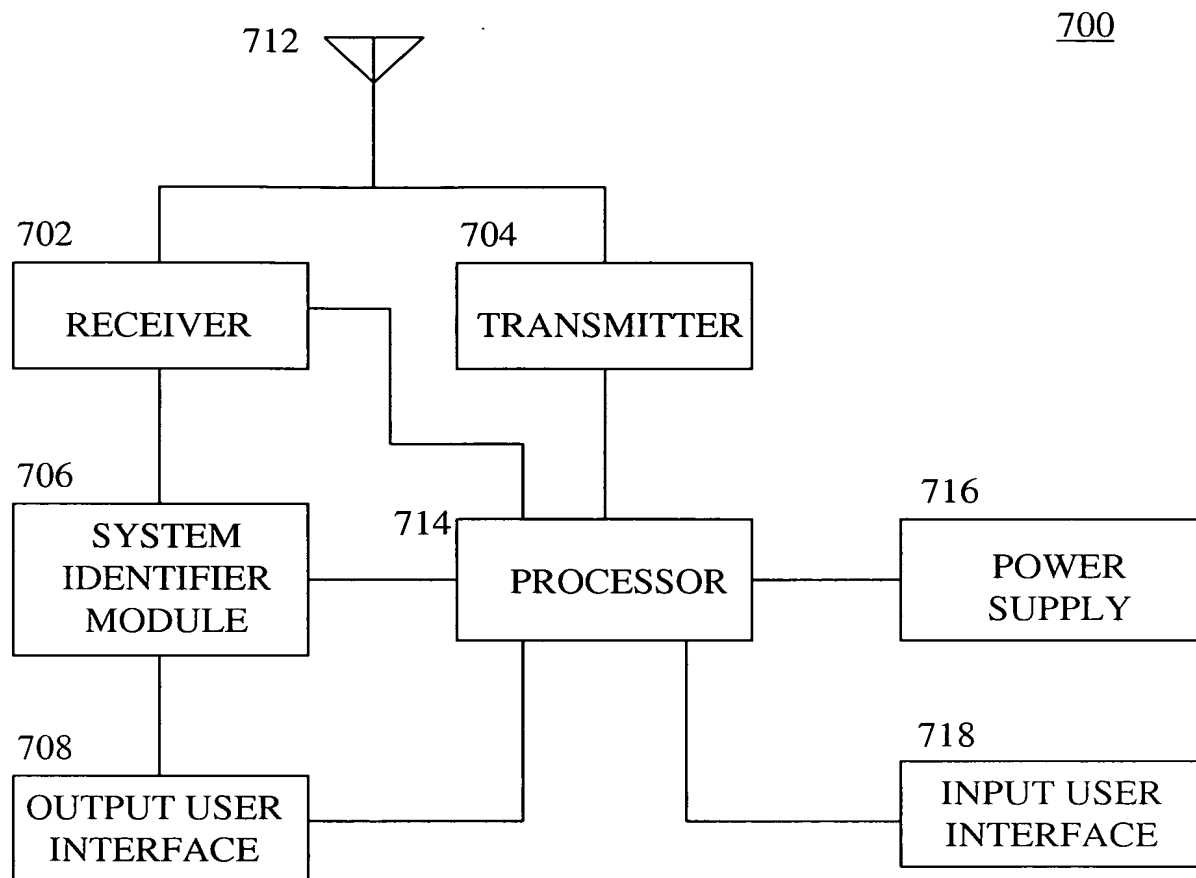 712
700
702
704
RECEIVER
TRANSMITTER
706
714
716
SYSTEM
IDENTIFIER
MODULE
PROCESSOR
POWER
SUPPLY
708
718
OUTPUT USER
INTERFACE
INPUT USER
INTERFACE